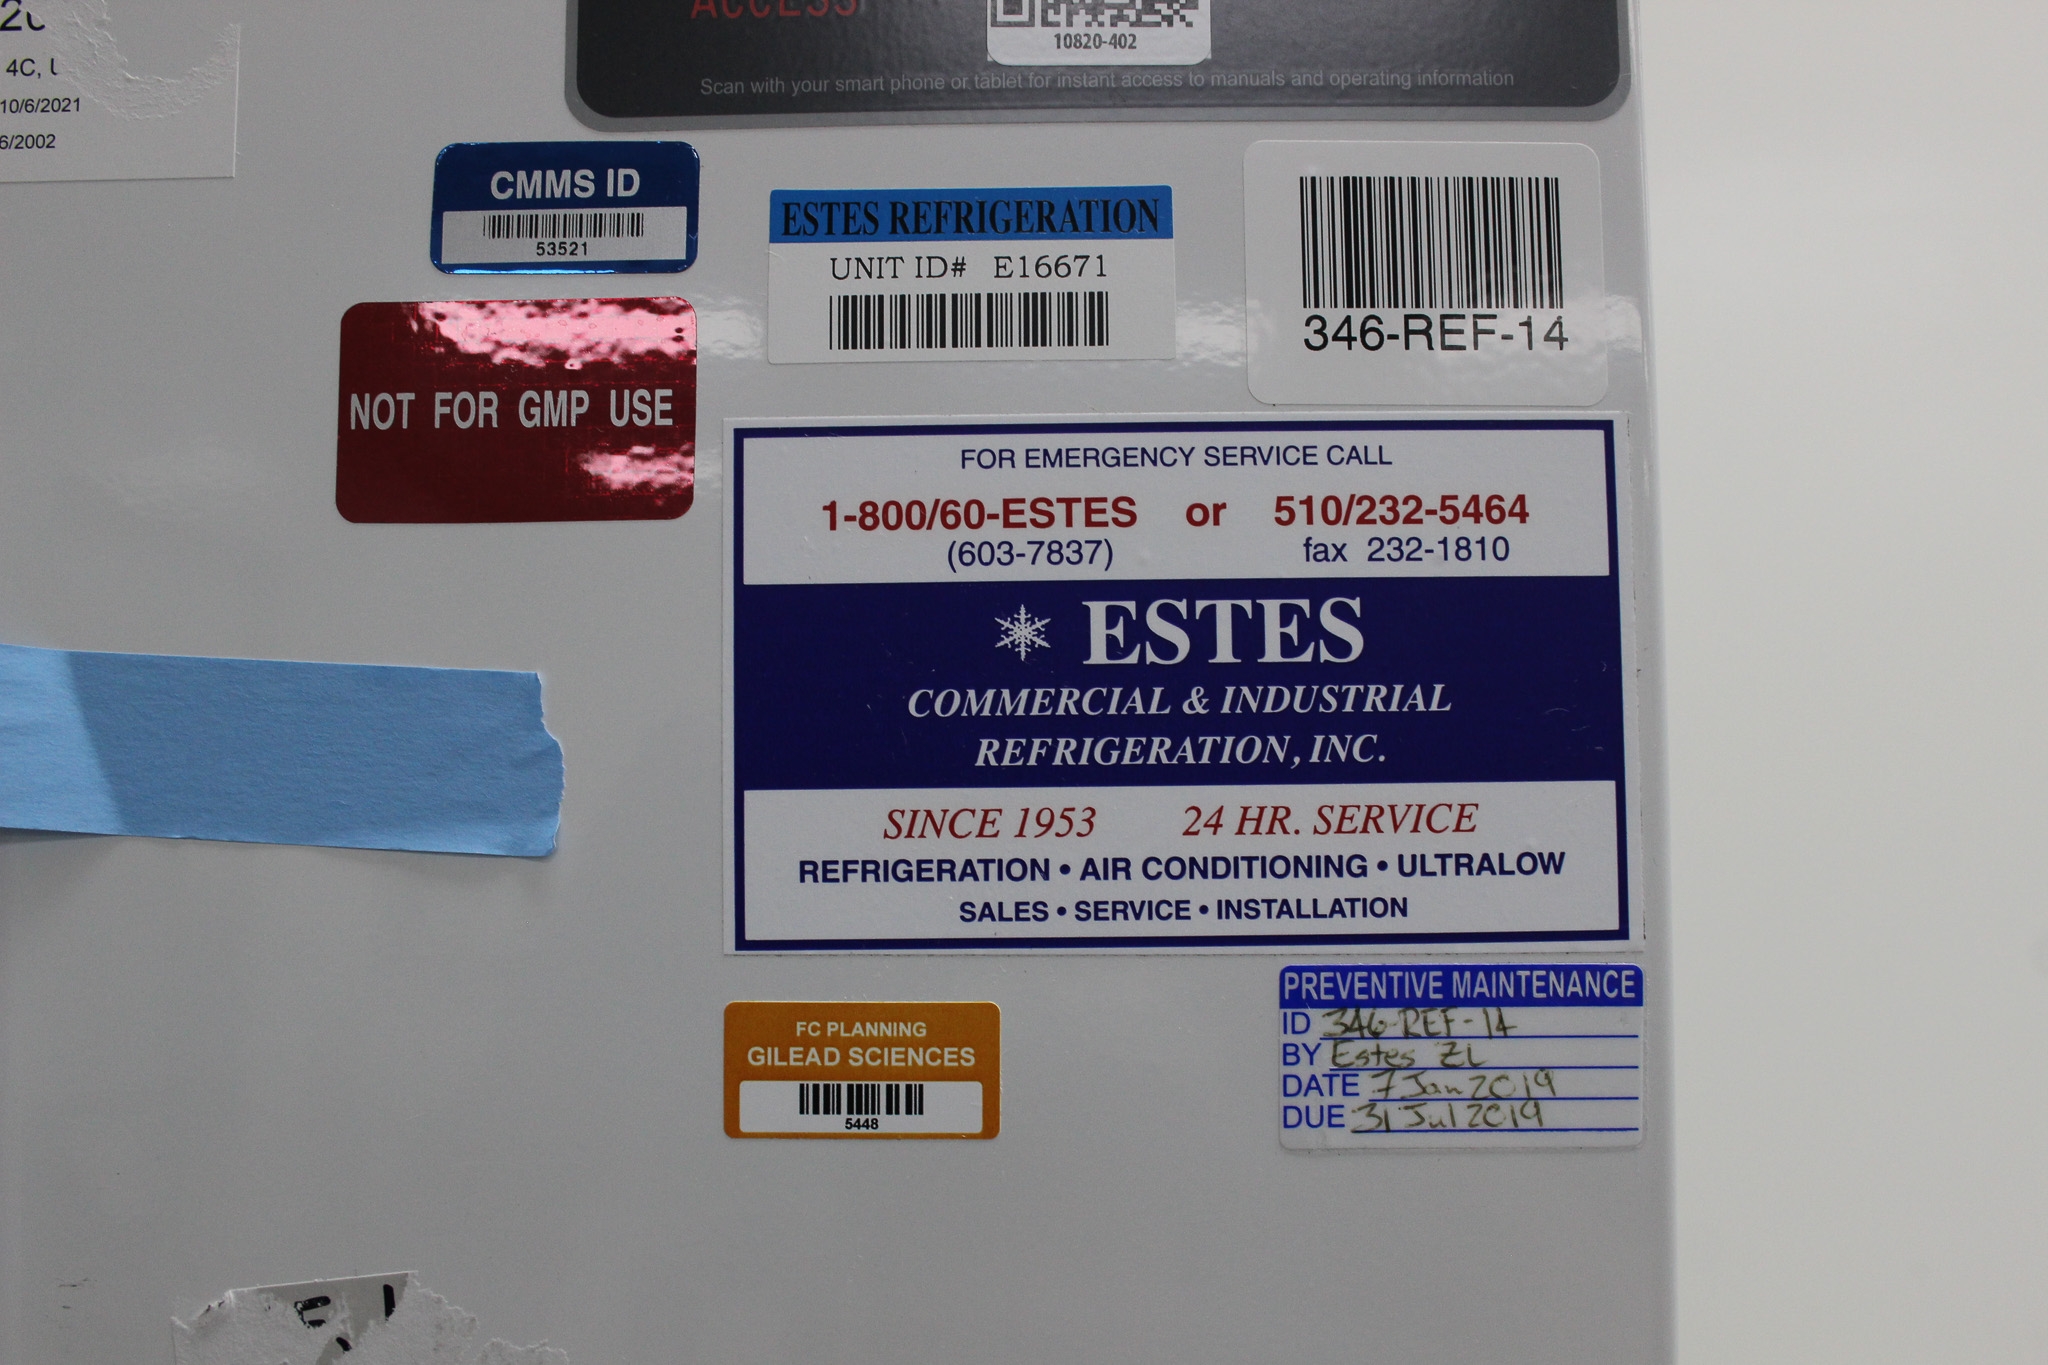 4C,
10/6/2021
6/2002
ACCESS
10820-402
Scan with your smart phone or tablet for instant access to manuals and operating information
CMMS ID
53521
ESTES REFRIGERATION
UNIT ID# E16671
346-REF-14
NOT FOR GMP USE
FOR EMERGENCY SERVICE CALL
1-800/60-ESTES or 510/232-5464
(603-7837) fax 232-1810
ESTES
COMMERCIAL & INDUSTRIAL
REFRIGERATION, INC.
SINCE 1953 24 HR. SERVICE
REFRIGERATION • AIR CONDITIONING • ULTRALOW
SALES • SERVICE • INSTALLATION
FC PLANNING
GILEAD SCIENCES
5448
PREVENTIVE MAINTENANCE
ID 346-REF-14
BY Estes ZL
DATE 7 Jan 2019
DUE 31 Jul 2019